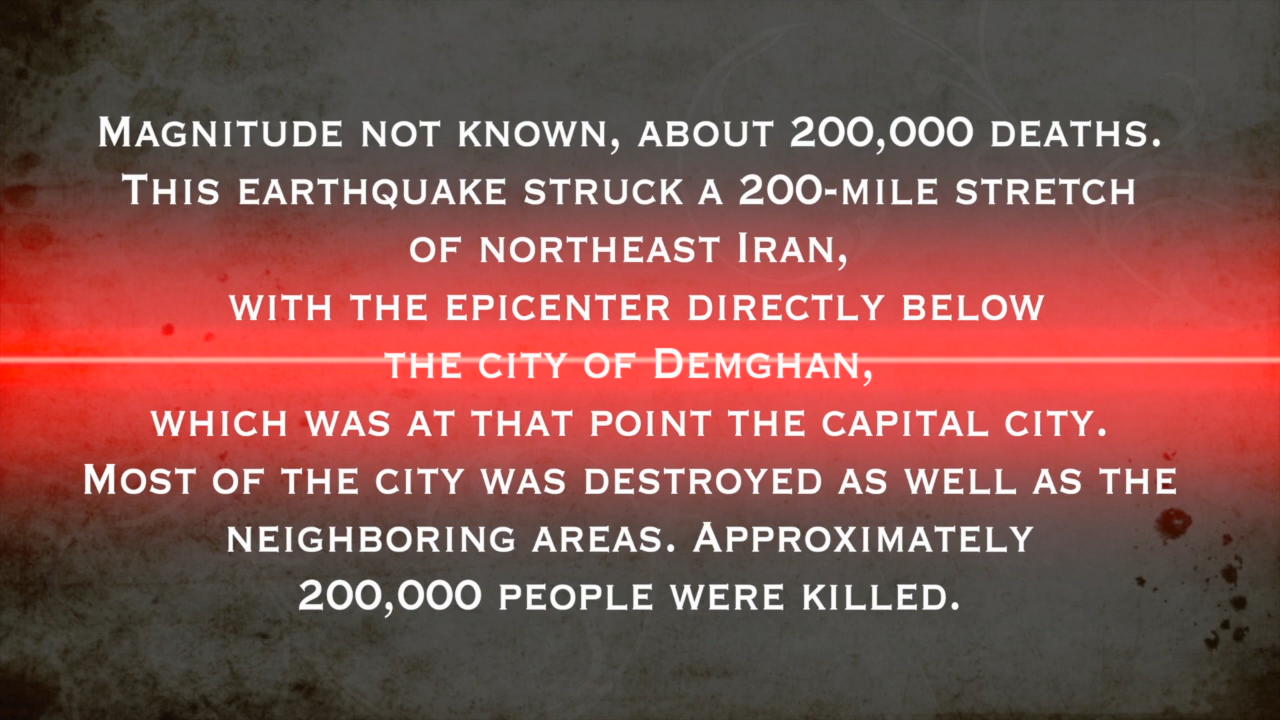 Magnitude not known, about 200,000 deaths.
This earthquake struck a 200-mile stretch
of northeast Iran,
with the epicenter directly below
the city of Demghan,
which was at that point the capital city.
Most of the city was destroyed as well as the
neighboring areas. Approximately
200,000 people were killed.